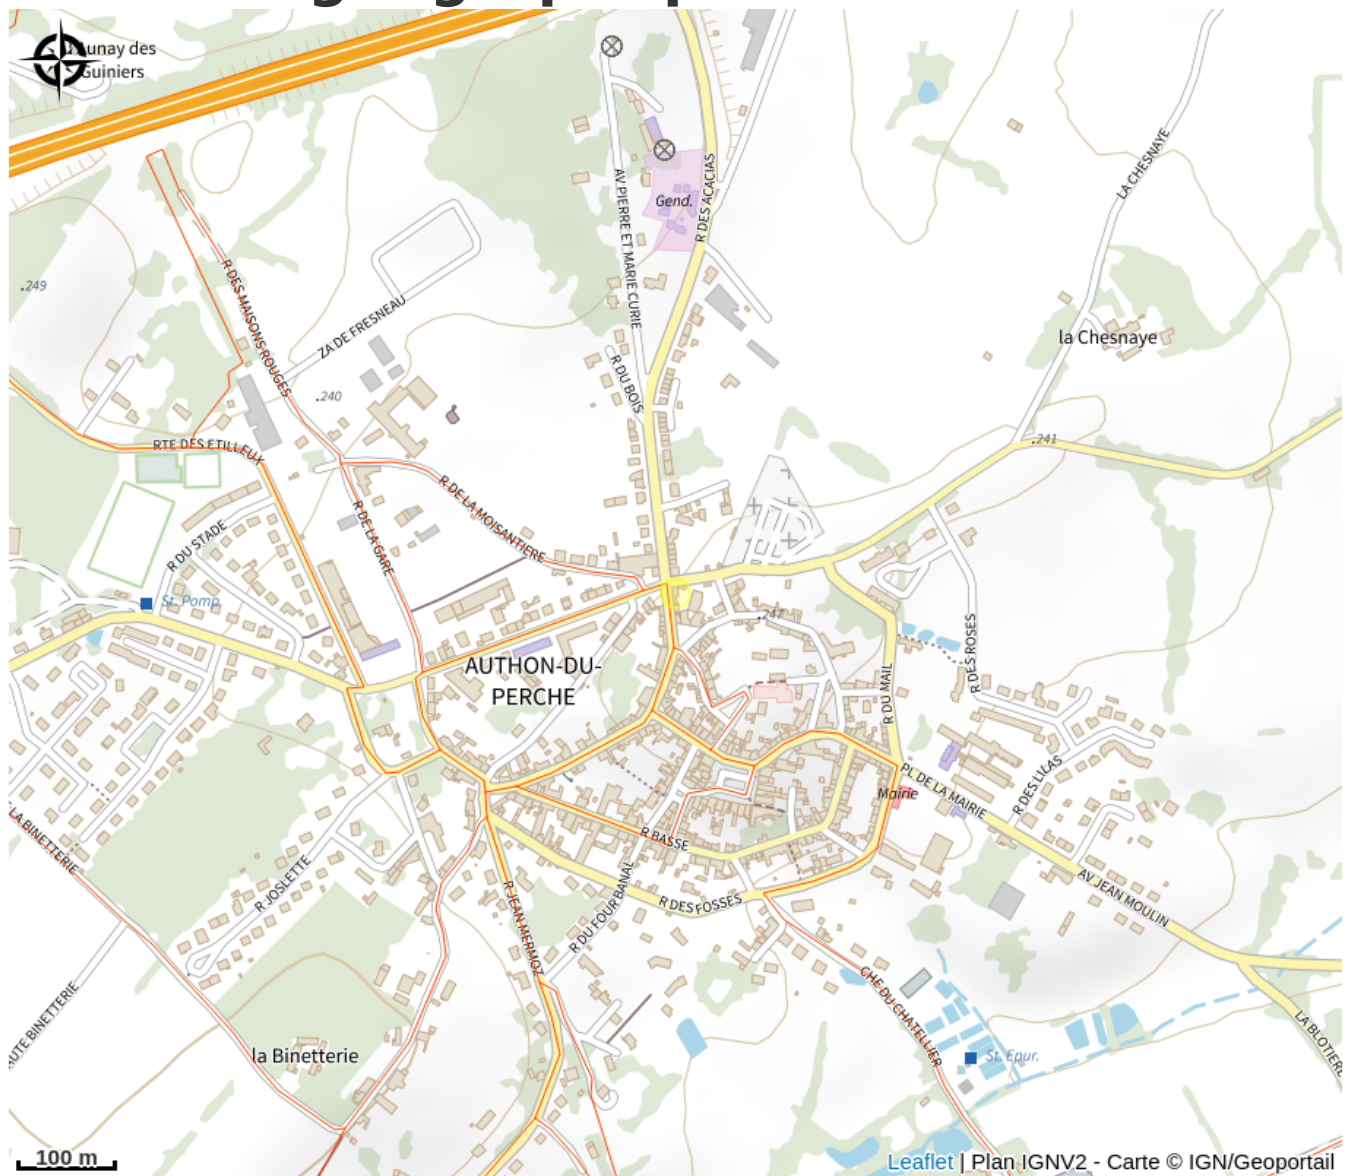 unay des
Guiniers
Gend.
R DES ACACIAS
AV PIERRE ET MARIE CURIE
LA CHESNAYE
.249
R DES MAISONS ROUGES
ZA DE FRESNEAU
la Chesnaye
R DU BOIS
.240
.241
RTE DES ETILLEUX
R DE LA MOISANTIERE
R DE LA GARE
R DU STADE
St. Pomp.
.247
R DES ROSES
AUTHON-DU-
PERCHE
R DU MAIL
PL DE LA MAIRIE
Mairie
R DES LILAS
LA BINETTERIE
R BASSE
R JOSLETTE
R JEAN MERMOZ
R DU FOUR BANAL
R DES FOSSES
AV JEAN MOULIN
CHE DU CHATELLIER
AUTE BINETTERIE
la Binetterie
St. Epur.
LA BLOTIERE
100 m
Leaflet | Plan IGNV2 - Carte © IGN/Geoportail